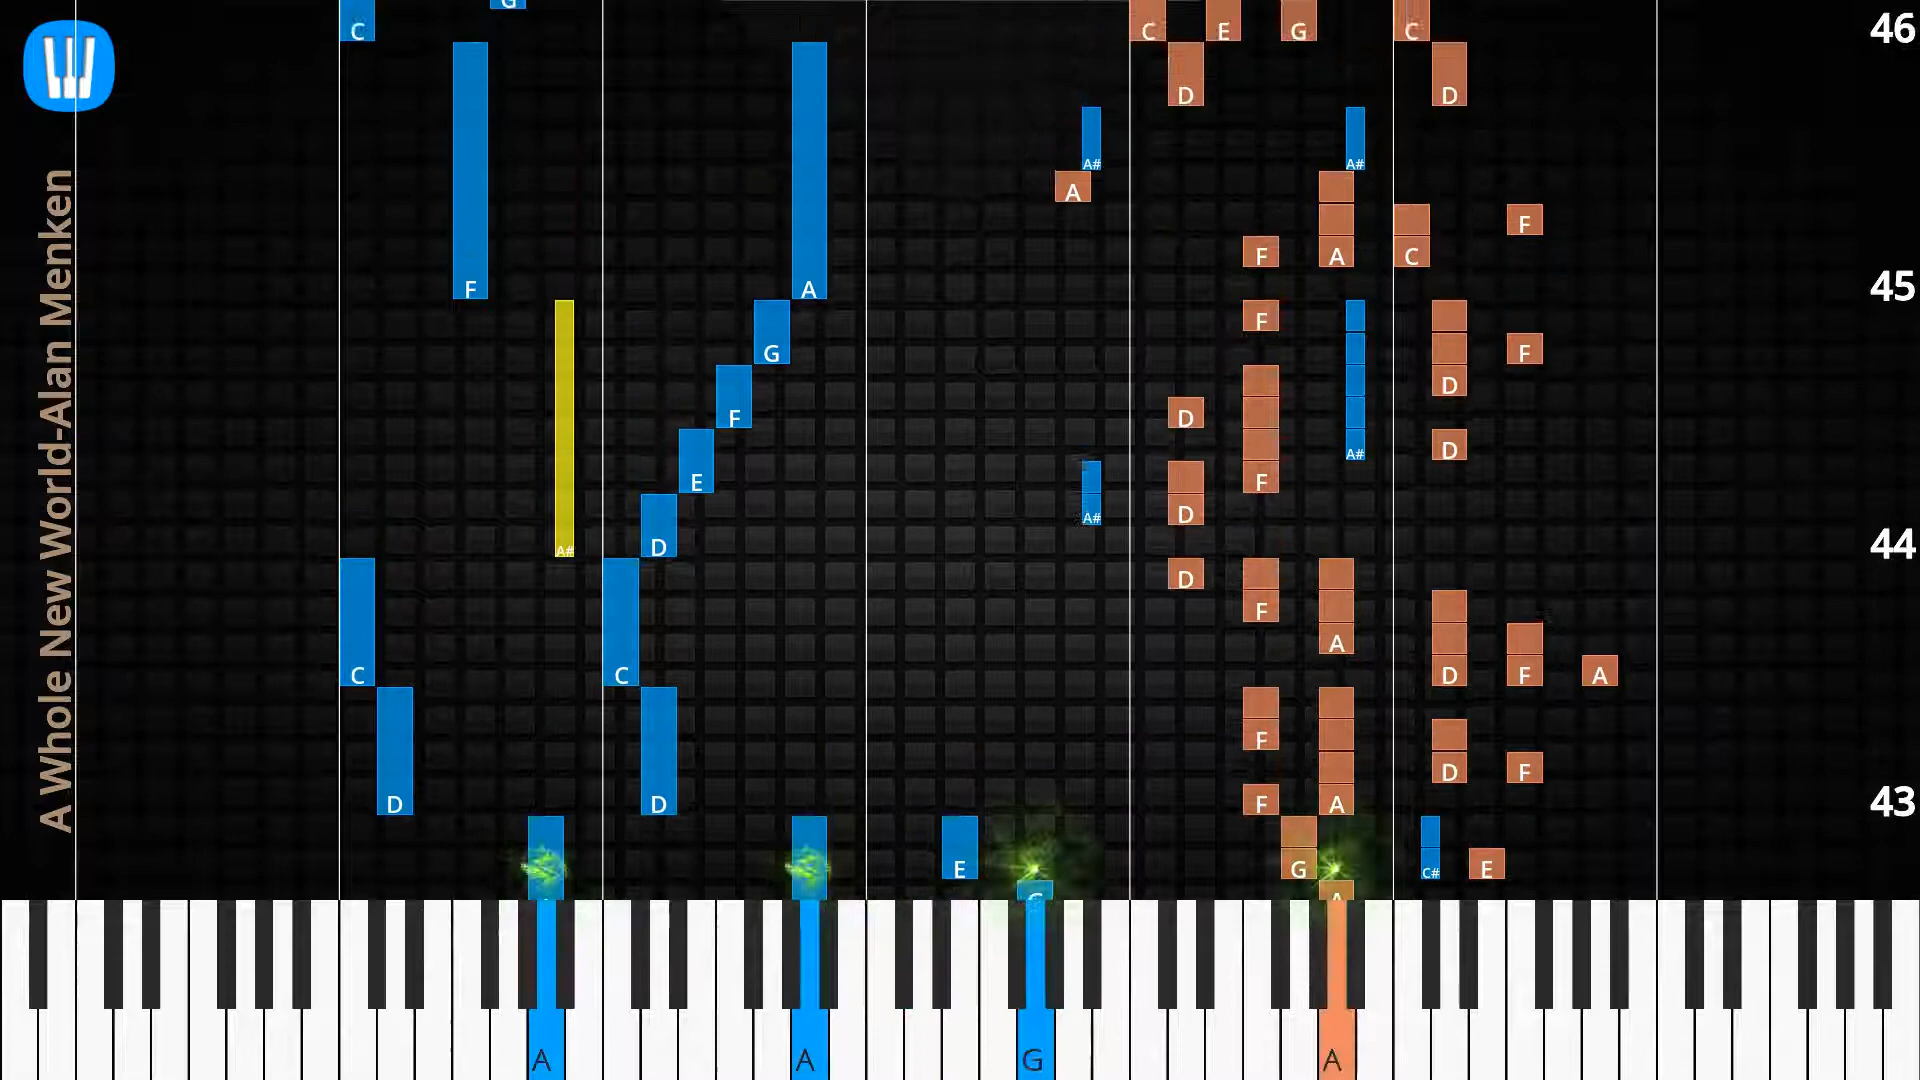 A Whole New World-Alan Menken
G
C C E G C 46
D D
A# A#
A
F
F A C
F A 45
F
G F
D
D
F
D A#
E F
A# D
A# D 44
D
F
A
C C D F A
F
D F
D D F A 43
E G C# E
G A
A A G A